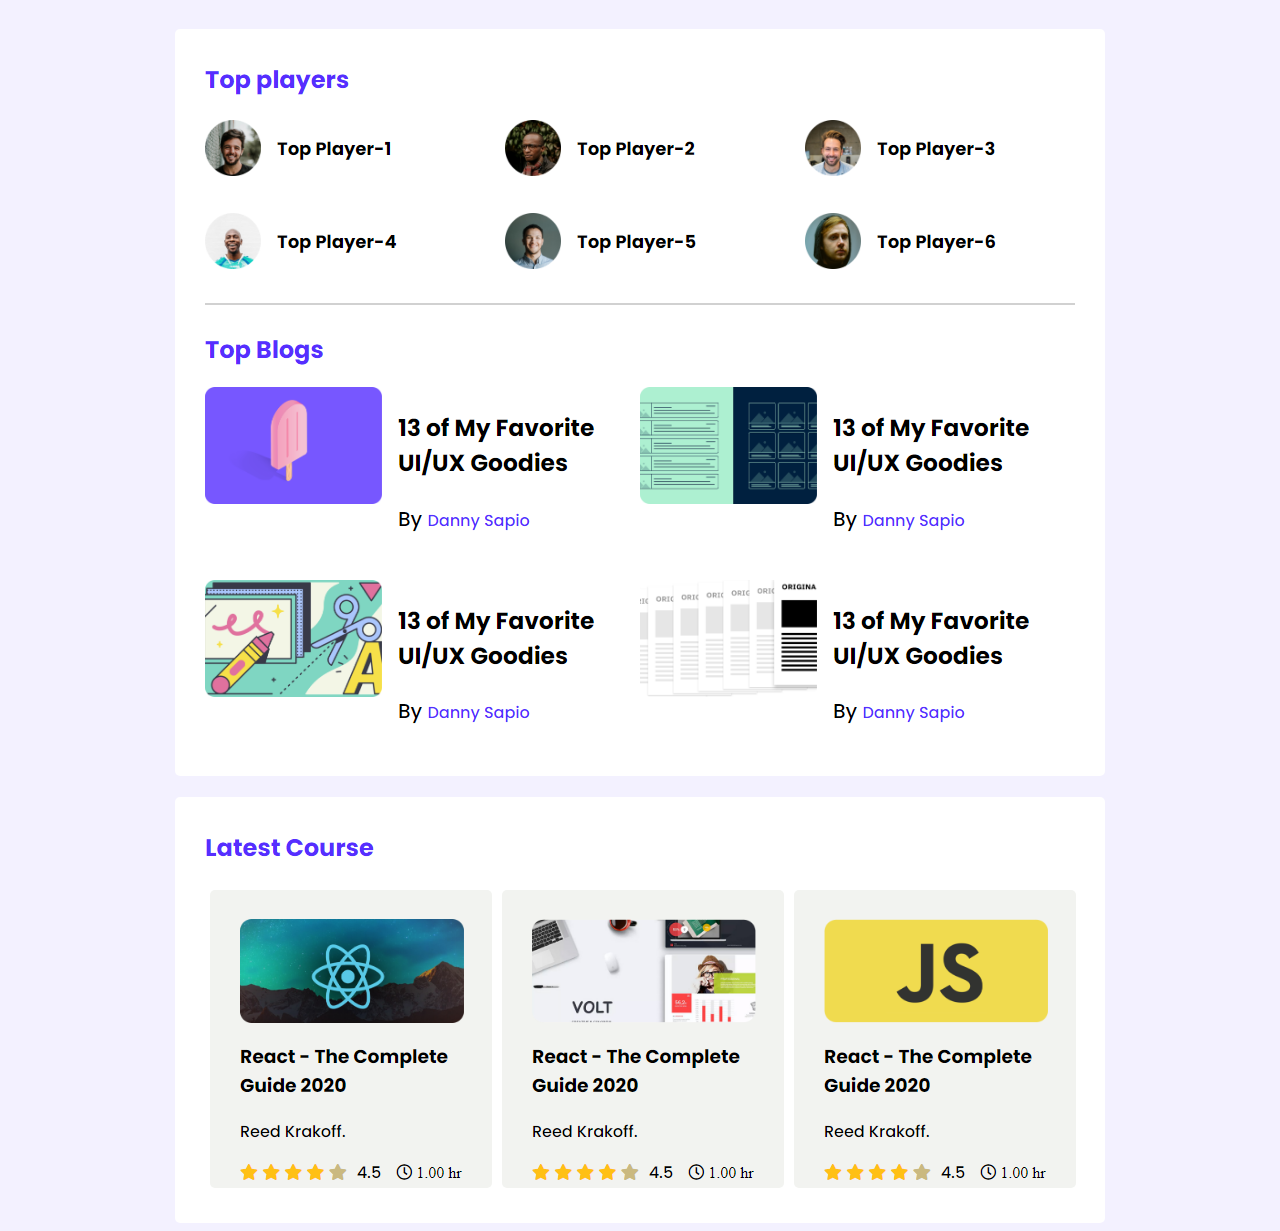 Top players
Top Player-1
Top Player-2
Top Player-3
Top Player-4
Top Player-5
Top Player-6
Top Blogs
13 of My Favorite
UI/UX Goodies
By Danny Sapio
13 of My Favorite
UI/UX Goodies
By Danny Sapio
13 of My Favorite
UI/UX Goodies
By Danny Sapio
ORIGINA
13 of My Favorite
UI/UX Goodies
By Danny Sapio
Latest Course
React - The Complete
Guide 2020
Reed Krakoff.
4.5 1.00 hr
VOLT
React - The Complete
Guide 2020
Reed Krakoff.
4.5 1.00 hr
JS
React - The Complete
Guide 2020
Reed Krakoff.
4.5 1.00 hr